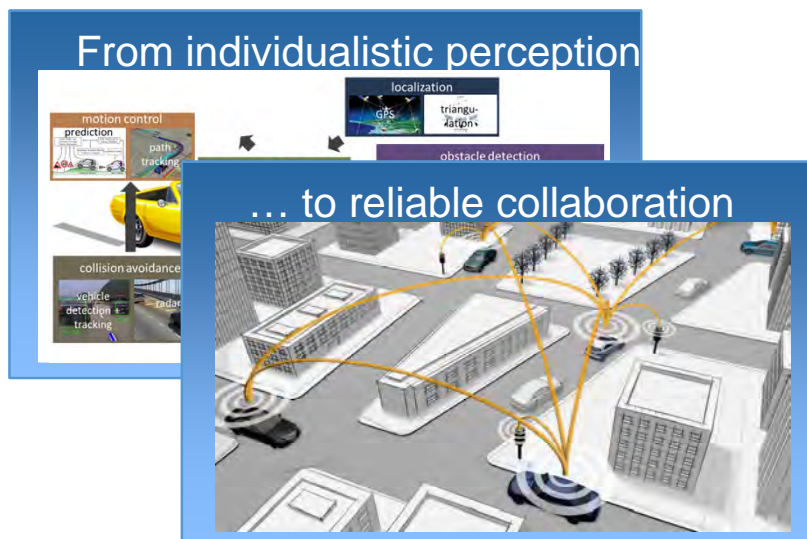 From individualistic perception
localization
GPS
triangu-
lation
motion control
prediction
path
tracking
obstacle detection
collision avoidance
vehicle
detection +
tracking
radar
… to reliable collaboration